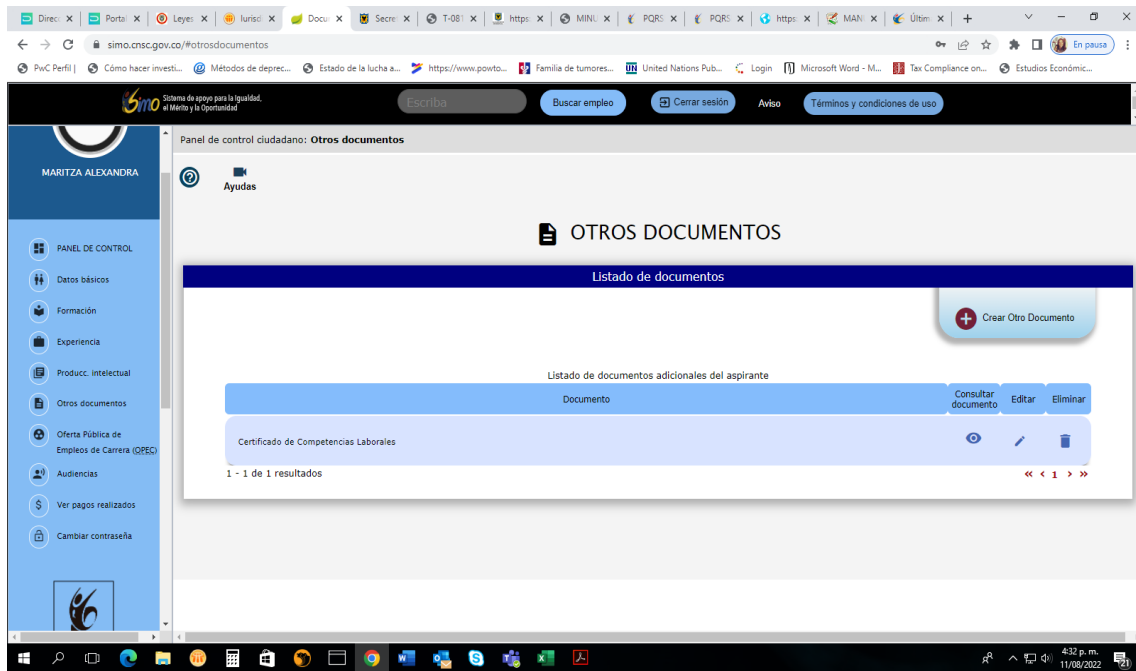 Direc
Porta
Leyes
Iurisd
Docu
Secre
T-081
https:
MINU
PQRS
PQRS
https:
MAN
Últim
simo.cnsc.gov.co/#otrosdocumentos
En pausa
PwC Perfil |
Cómo hacer investi...
Métodos de deprec...
Estado de la lucha a...
https://www.powto...
Familia de tumores...
United Nations Pub...
Login
Microsoft Word - M...
Tax Compliance on...
Estudios Económic...
Simo
Sistema de apoyo para la Igualdad,
el Mérito y la Oportunidad
Escriba
Buscar empleo
Cerrar sesión
Aviso
Términos y condiciones de uso
Panel de control ciudadano: Otros documentos
MARITZA ALEXANDRA
Ayudas
PANEL DE CONTROL
Datos básicos
Formación
Experiencia
Producc. intelectual
Otros documentos
Oferta Pública de
Empleos de Carrera (OPEC)
Audiencias
Ver pagos realizados
Cambiar contraseña
OTROS DOCUMENTOS
Listado de documentos
Crear Otro Documento
Listado de documentos adicionales del aspirante
Documento
Consultar
documento
Editar
Eliminar
Certificado de Competencias Laborales
1 - 1 de 1 resultados
« ‹ 1 › »
4:32 p. m.
11/08/2022
21